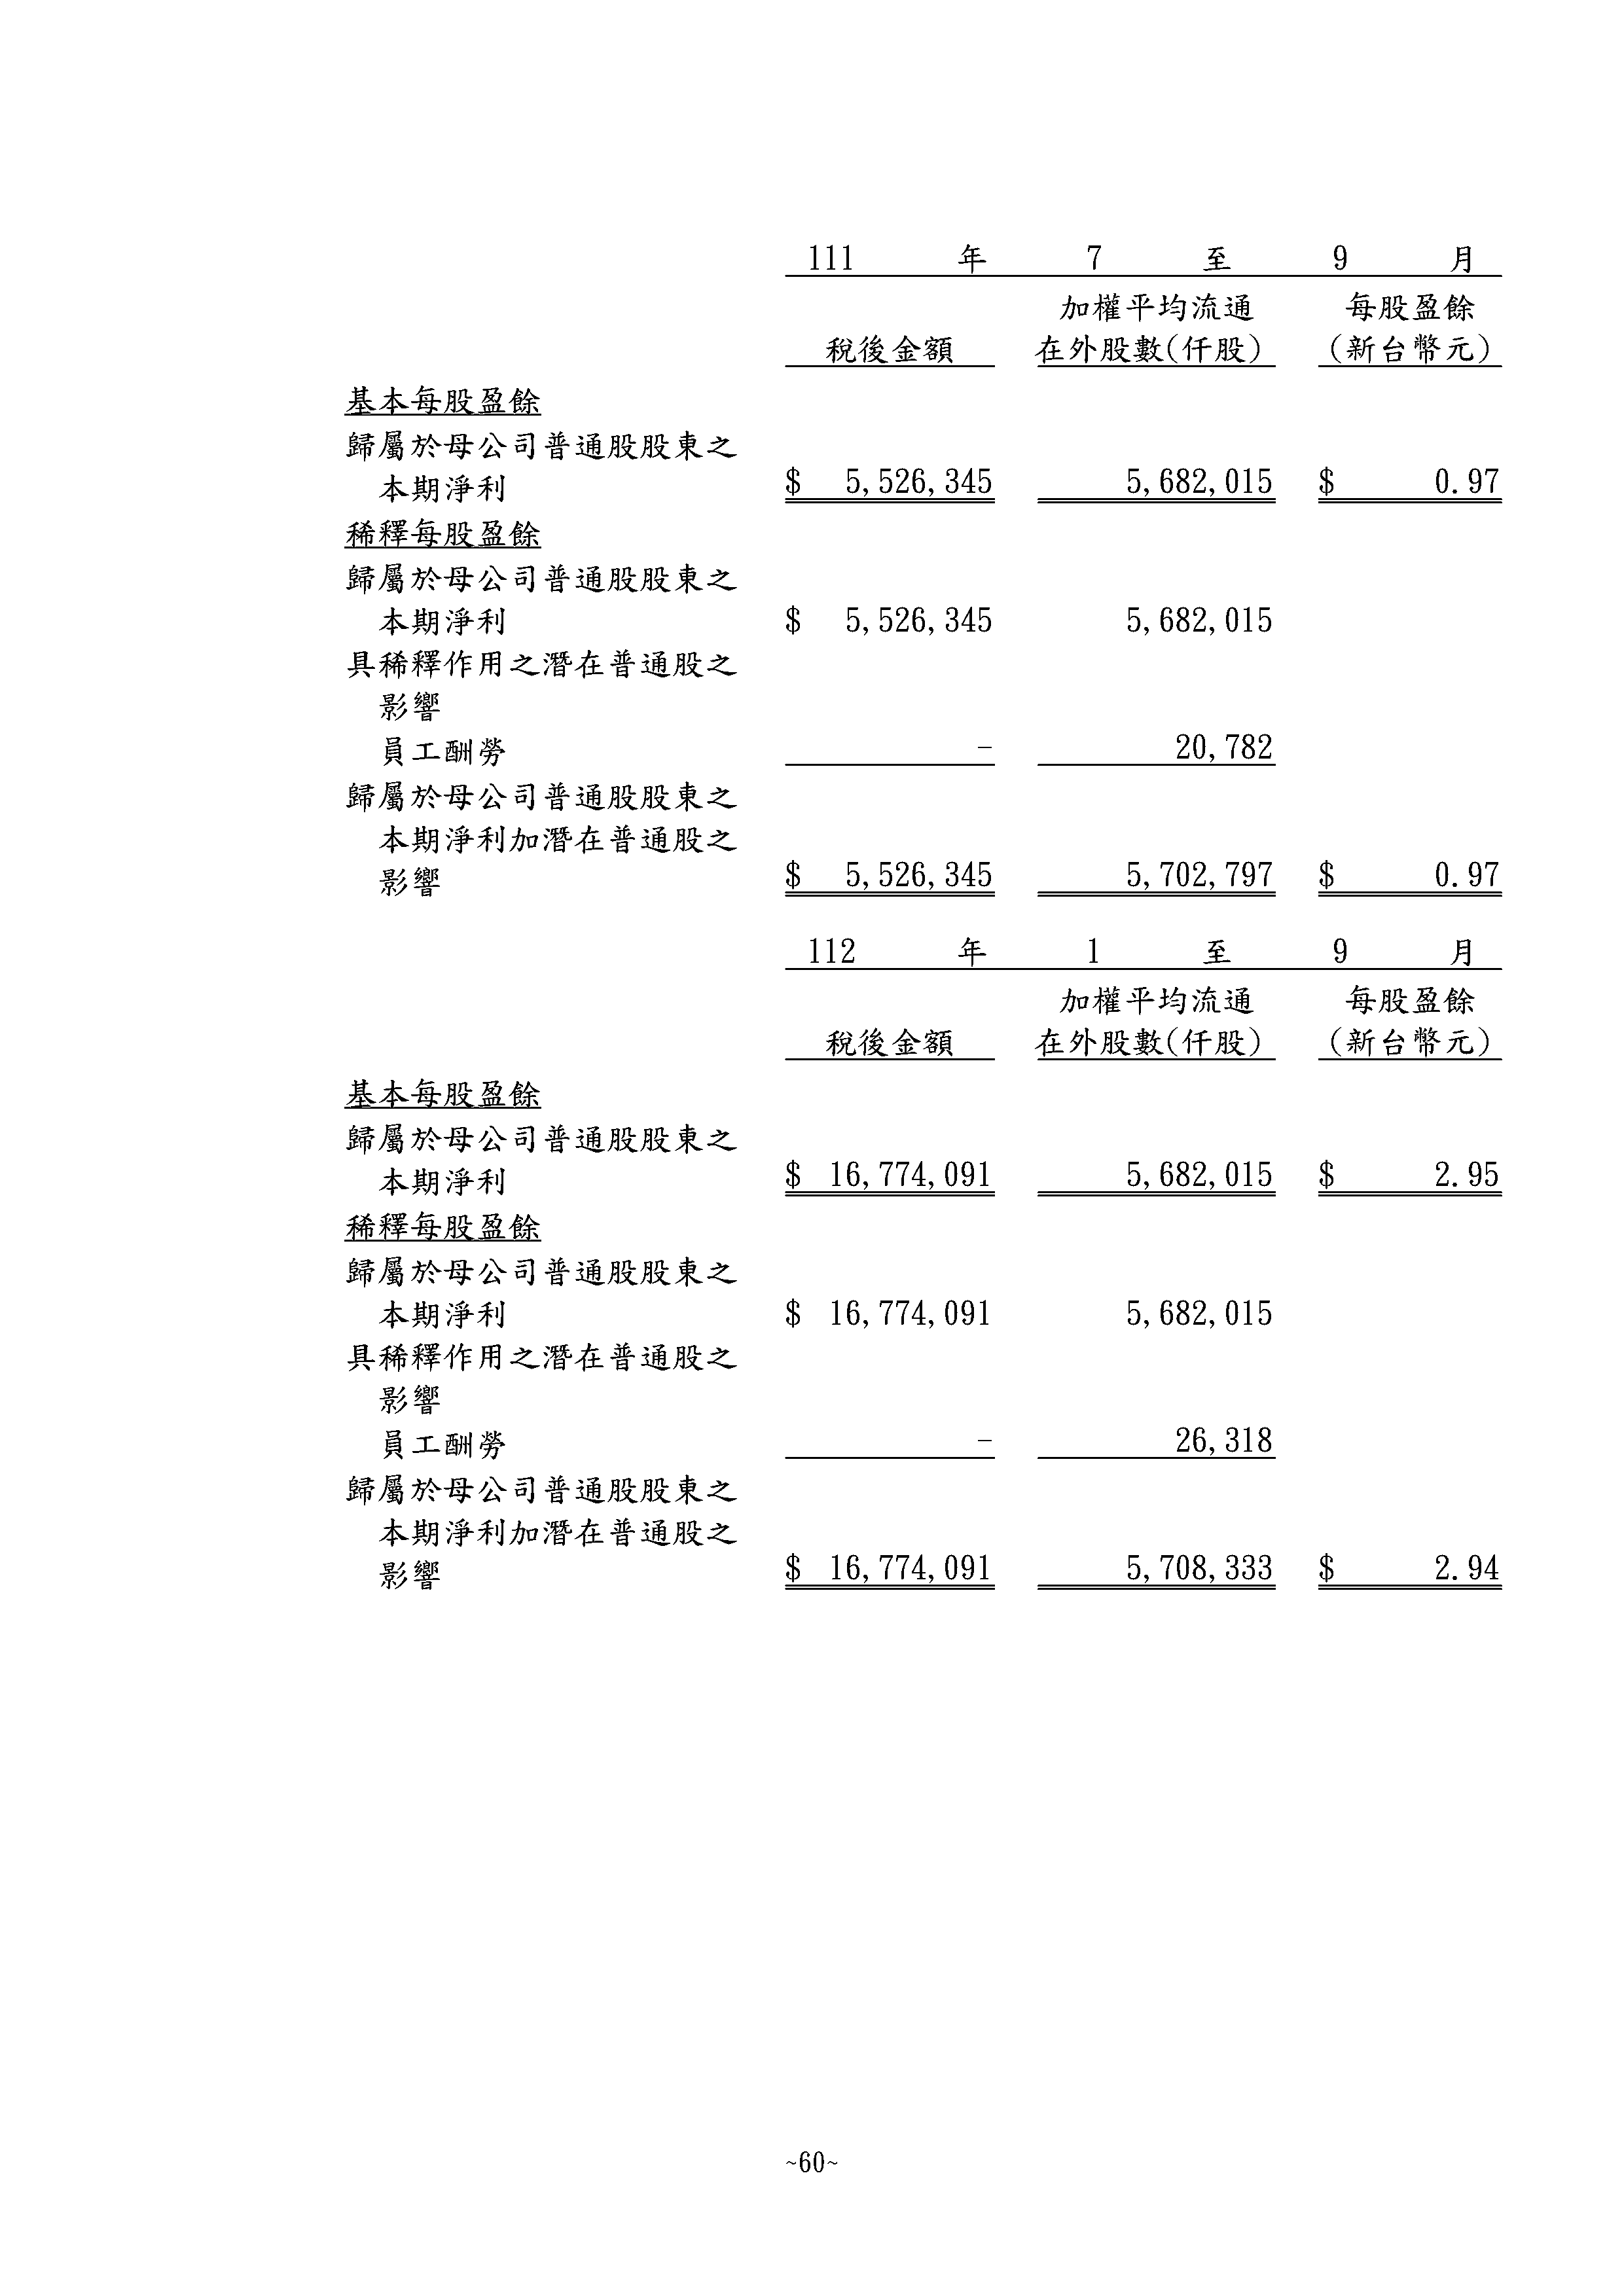 111 年 7 至 9 月
加權平均流通 每股盈餘
稅後金額 在外股數(仟股) (新台幣元)
基本每股盈餘
歸屬於母公司普通股股東之
本期淨利 $ 5,526,345 5,682,015 $ 0.97
稀釋每股盈餘
歸屬於母公司普通股股東之
本期淨利 $ 5,526,345 5,682,015
具稀釋作用之潛在普通股之
影響
員工酬勞 - 20,782
歸屬於母公司普通股股東之
本期淨利加潛在普通股之
影響 $ 5,526,345 5,702,797 $ 0.97
112 年 1 至 9 月
加權平均流通 每股盈餘
稅後金額 在外股數(仟股) (新台幣元)
基本每股盈餘
歸屬於母公司普通股股東之
本期淨利 $ 16,774,091 5,682,015 $ 2.95
稀釋每股盈餘
歸屬於母公司普通股股東之
本期淨利 $ 16,774,091 5,682,015
具稀釋作用之潛在普通股之
影響
員工酬勞 - 26,318
歸屬於母公司普通股股東之
本期淨利加潛在普通股之
影響 $ 16,774,091 5,708,333 $ 2.94
~60~